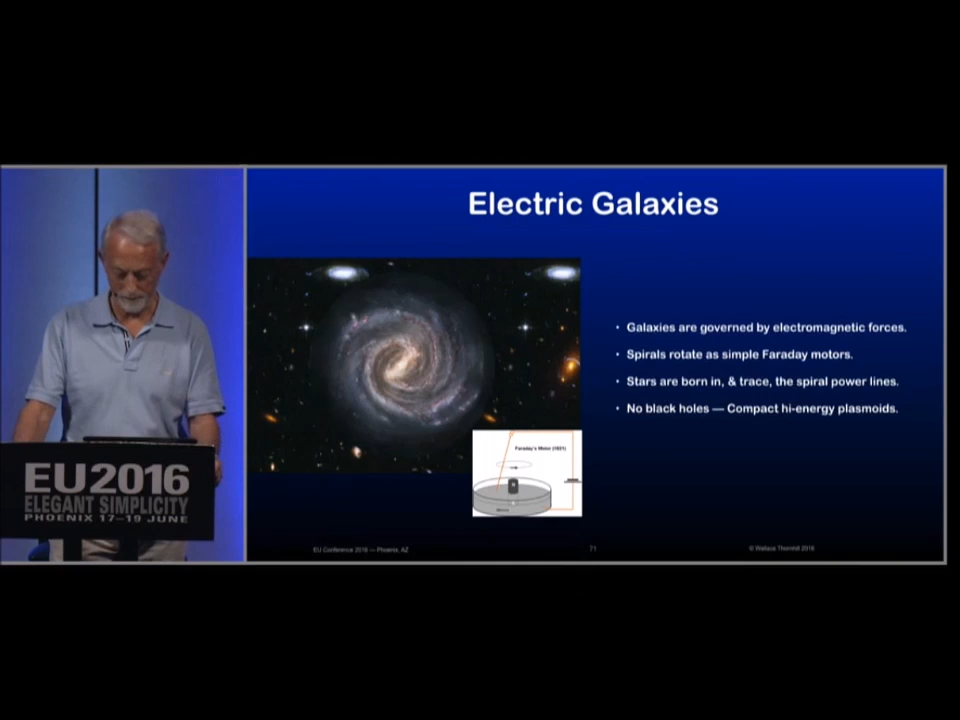 Electric Galaxies
• Galaxies are governed by electromagnetic forces.
• Spirals rotate as simple Faraday motors.
• Stars are born in, & trace, the spiral power lines.
• No black holes — Compact hi-energy plasmoids.
Faraday's Motor (1821)
EU2016
ELEGANT SIMPLICITY
PHOENIX 17–19 JUNE
EU Conference 2016 — Phoenix, AZ
71
© Wallace Thornhill 2016